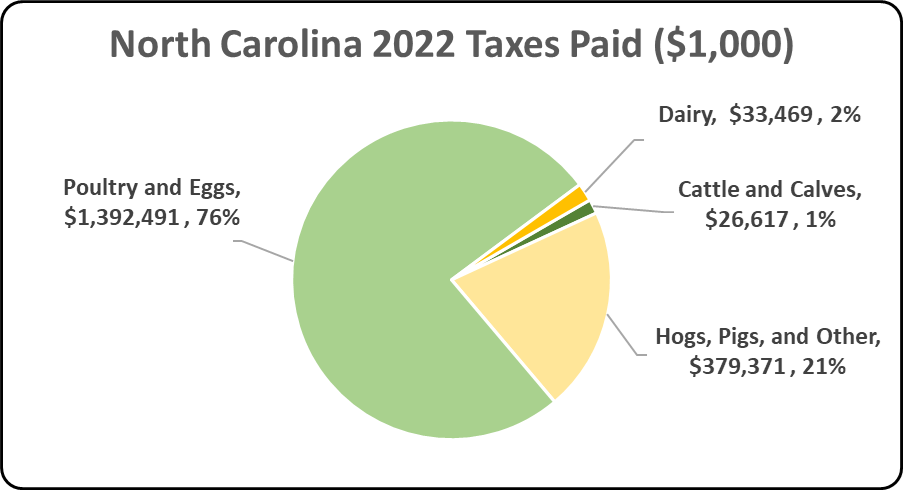 North Carolina 2022 Taxes Paid ($1,000)
Dairy,  $33,469 , 2%
Poultry and Eggs,
$1,392,491 , 76%
Cattle and Calves,
$26,617 , 1%
Hogs, Pigs, and Other,
$379,371 , 21%